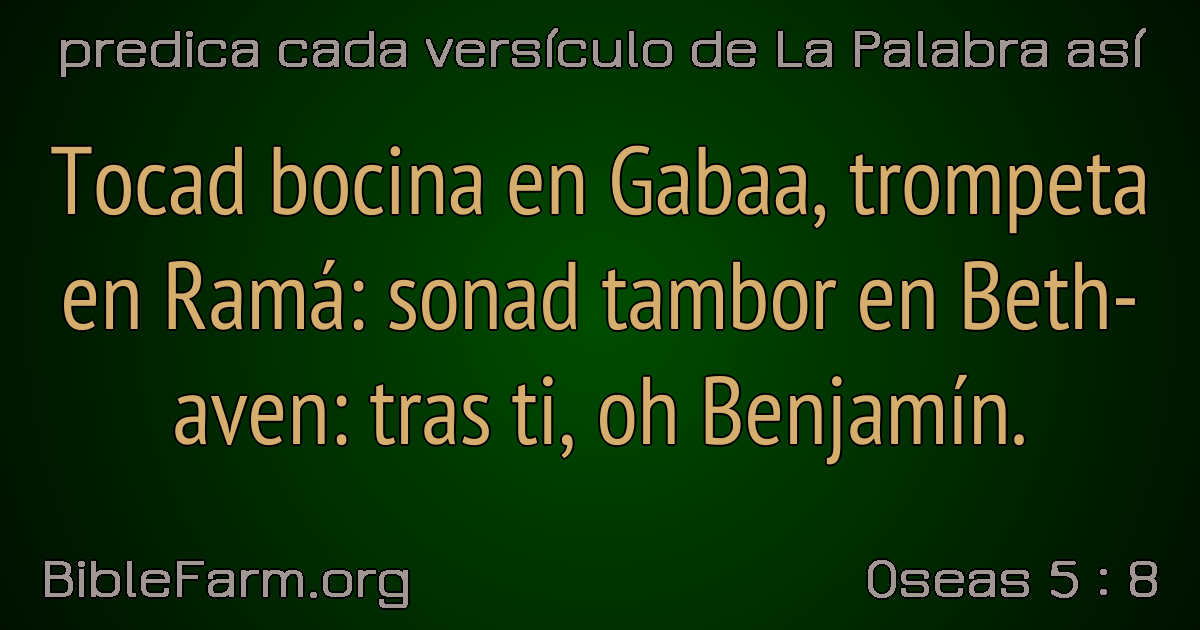 predica cada versículo de La Palabra así
Tocad bocina en Gabaa, trompeta
en Ramá: sonad tambor en Beth-
aven: tras ti, oh Benjamín.
BibleFarm.org
Oseas 5 : 8